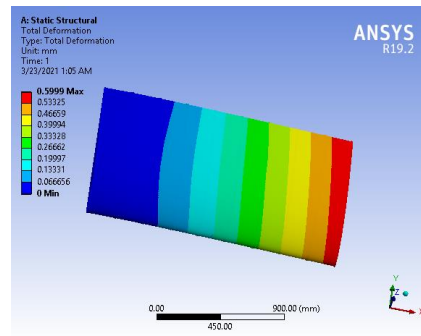 A: Static Structural
Total Deformation
Type: Total Deformation
Unit: mm
Time: 1
3/23/2021 1:05 AM
ANSYS
R19.2
0.5999 Max
0.53325
0.46659
0.39994
0.33328
0.26662
0.19997
0.13331
0.066656
0 Min
0.00
900.00 (mm)
450.00
Y
Z
X